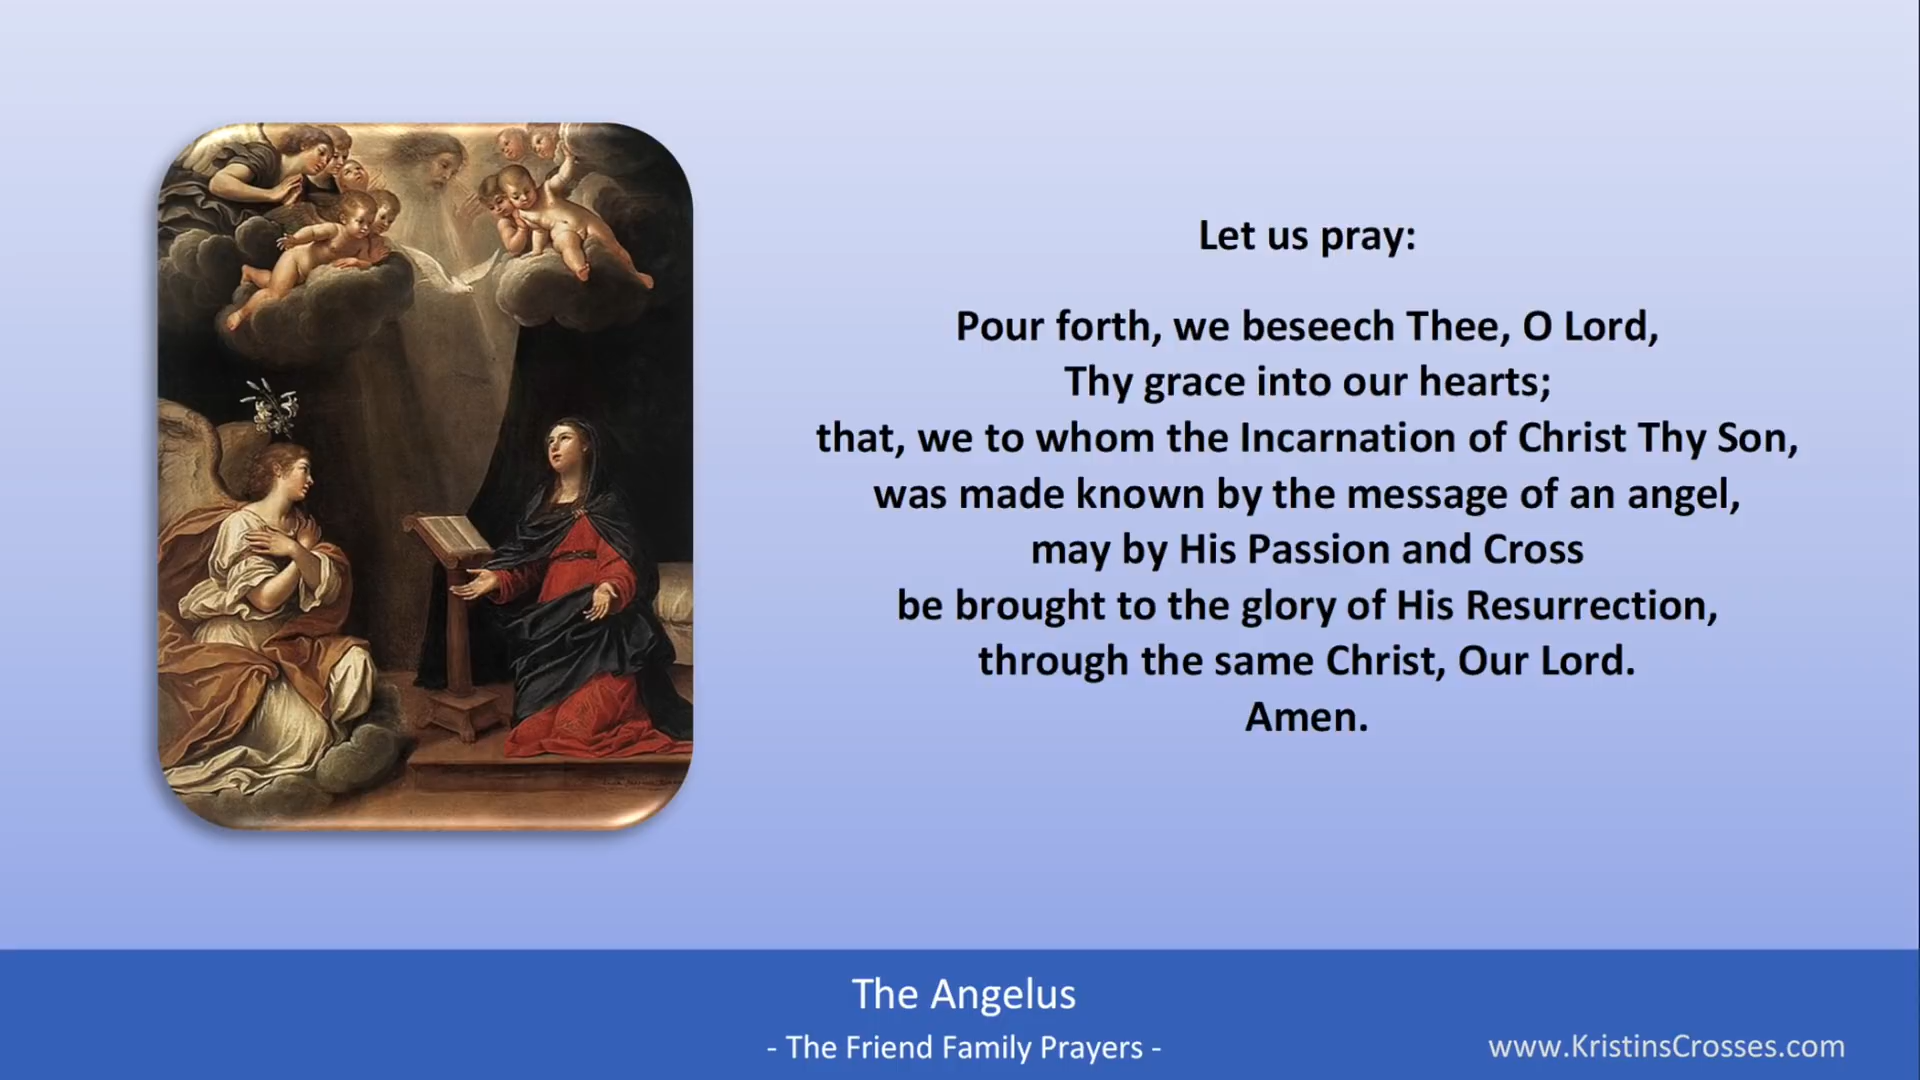 Let us pray:
Pour forth, we beseech Thee, O Lord,
Thy grace into our hearts;
that, we to whom the Incarnation of Christ Thy Son,
was made known by the message of an angel,
may by His Passion and Cross
be brought to the glory of His Resurrection,
through the same Christ, Our Lord.
Amen.
The Angelus
- The Friend Family Prayers -
www.KristinsCrosses.com